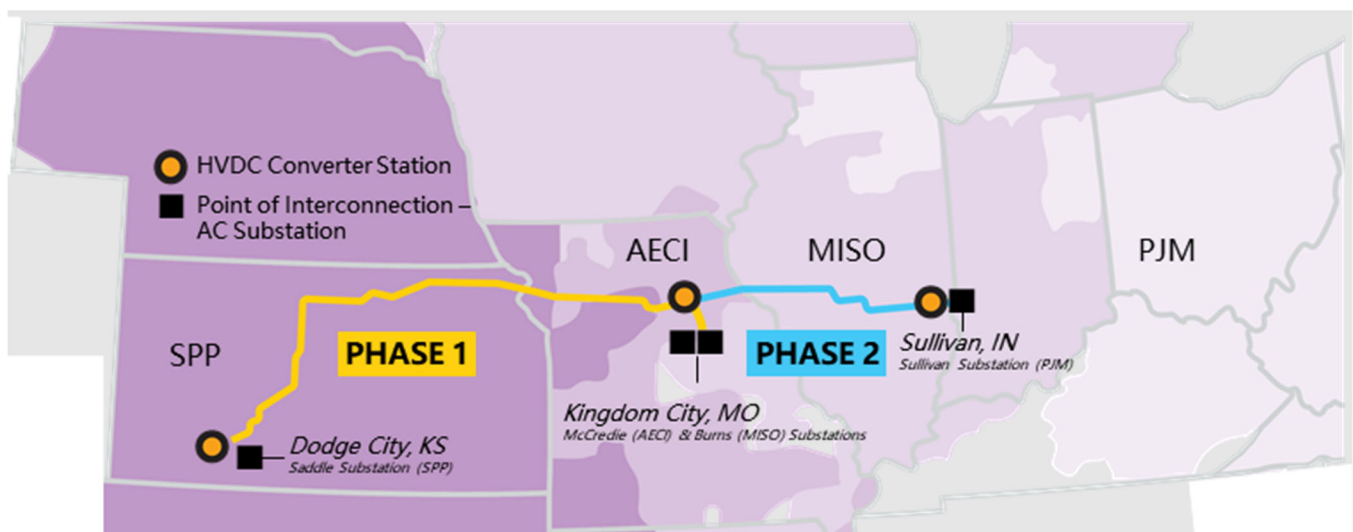 HVDC Converter Station
Point of Interconnection –
AC Substation
AECI
MISO
PJM
SPP
PHASE 1
PHASE 2
Sullivan, IN
Sullivan Substation (PJM)
Kingdom City, MO
McCredie (AECI) & Burns (MISO) Substations
Dodge City, KS
Saddle Substation (SPP)